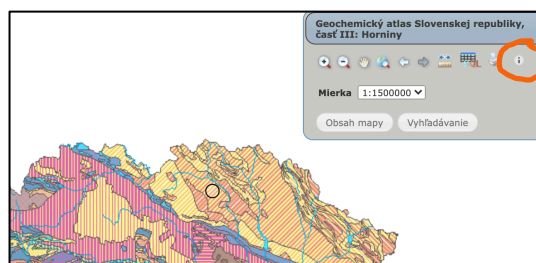 Geochemický atlas Slovenskej republiky,
časť III: Horniny
Mierka 1:1500000
Obsah mapy Vyhľadávanie